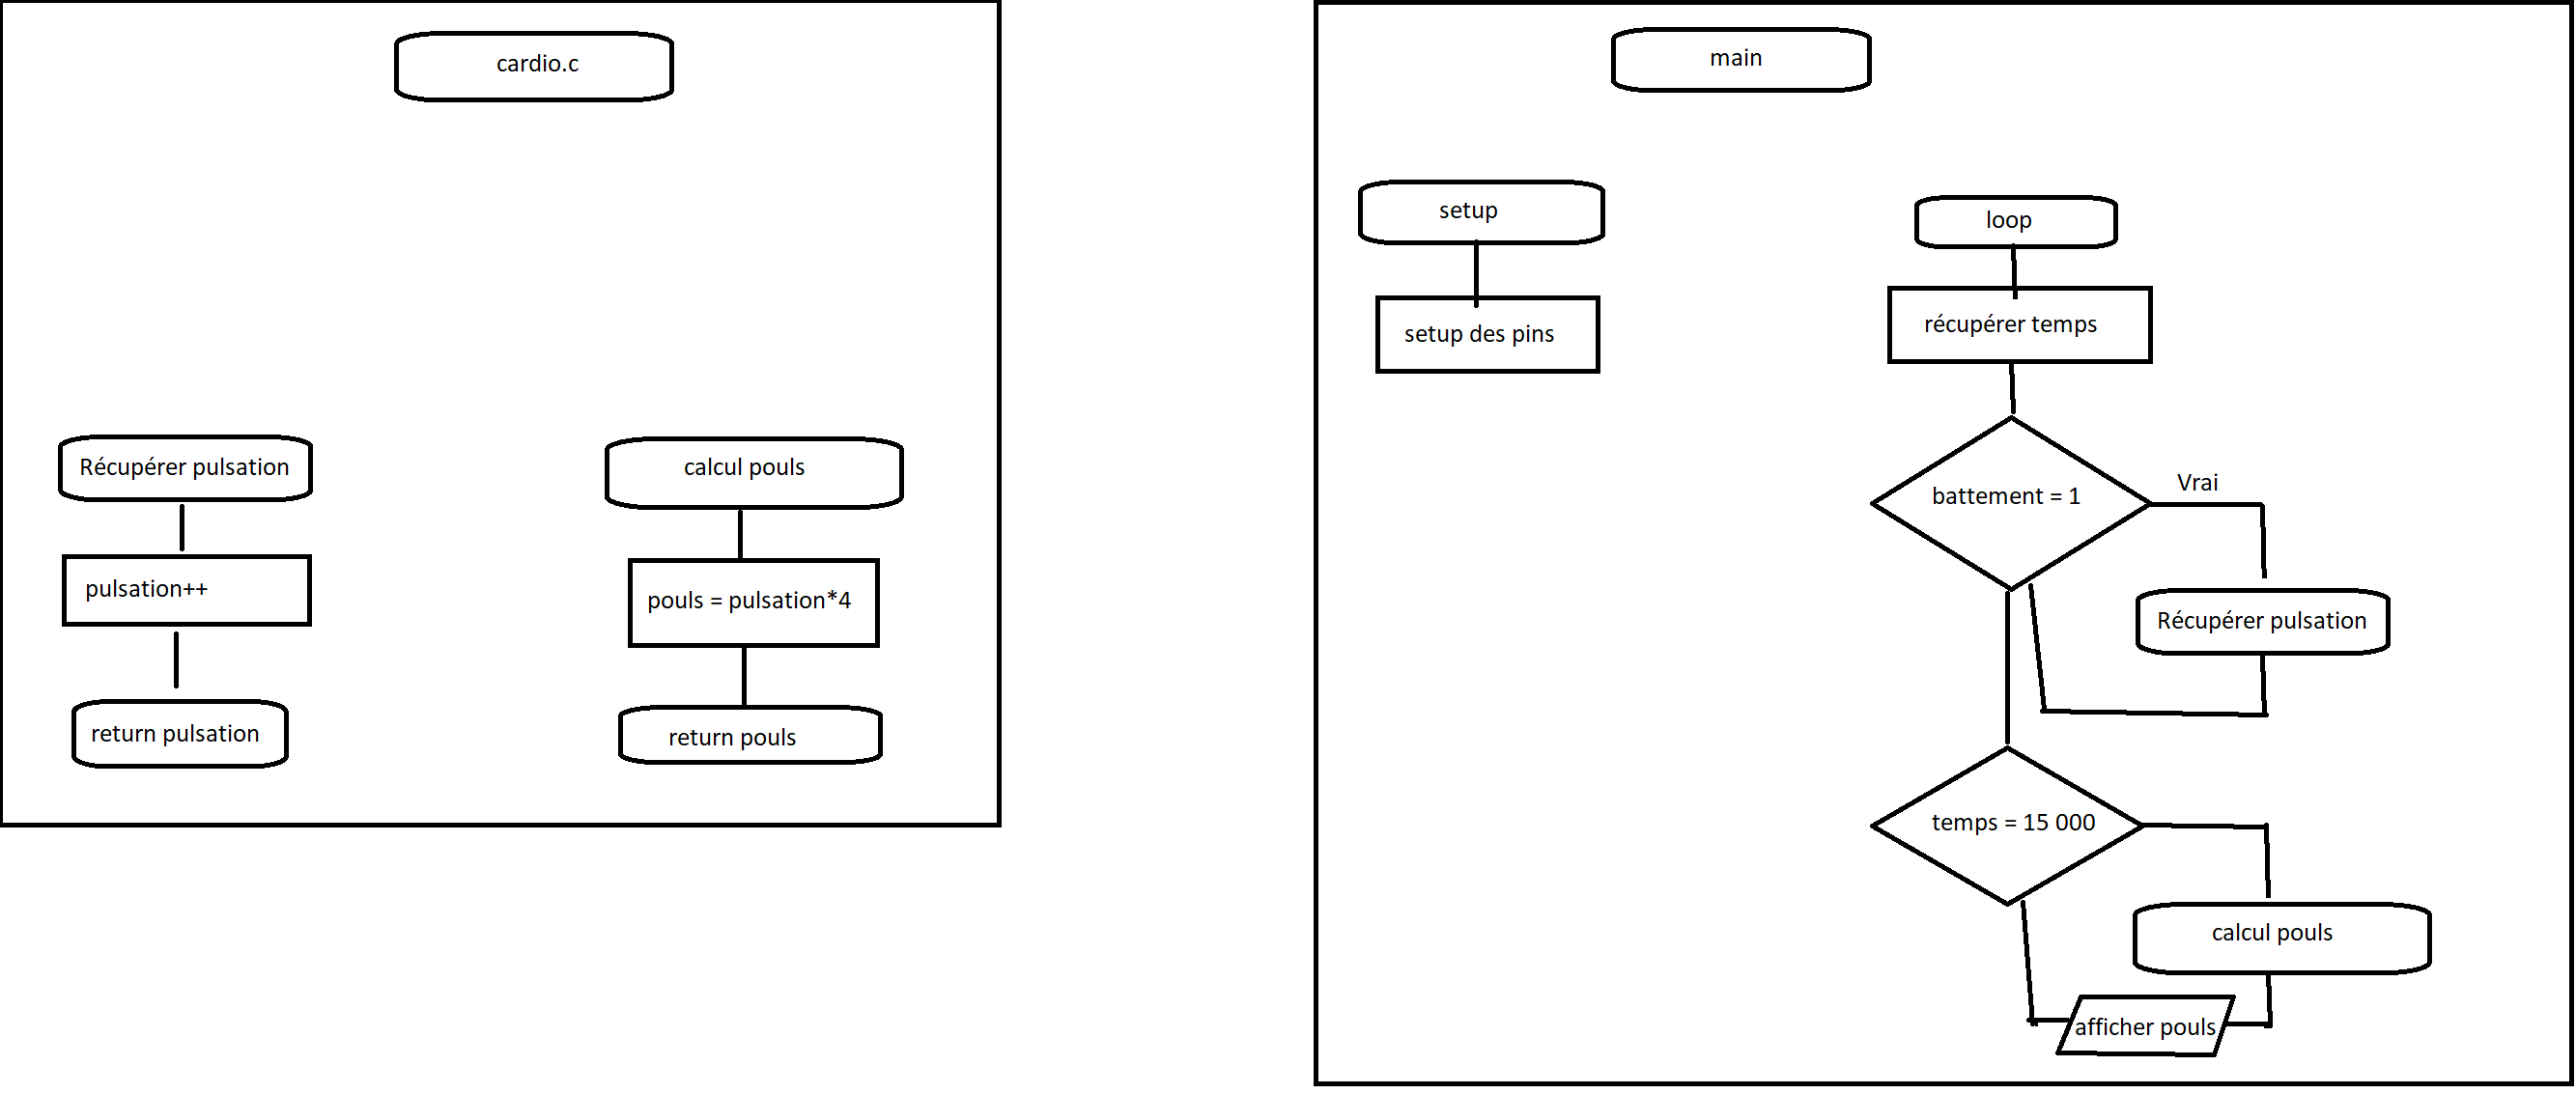 cardio.c
Récupérer pulsation
pulsation++
return pulsation
calcul pouls
pouls = pulsation*4
return pouls
main
setup
setup des pins
loop
récupérer temps
battement = 1
Vrai
Récupérer pulsation
temps = 15 000
calcul pouls
afficher pouls